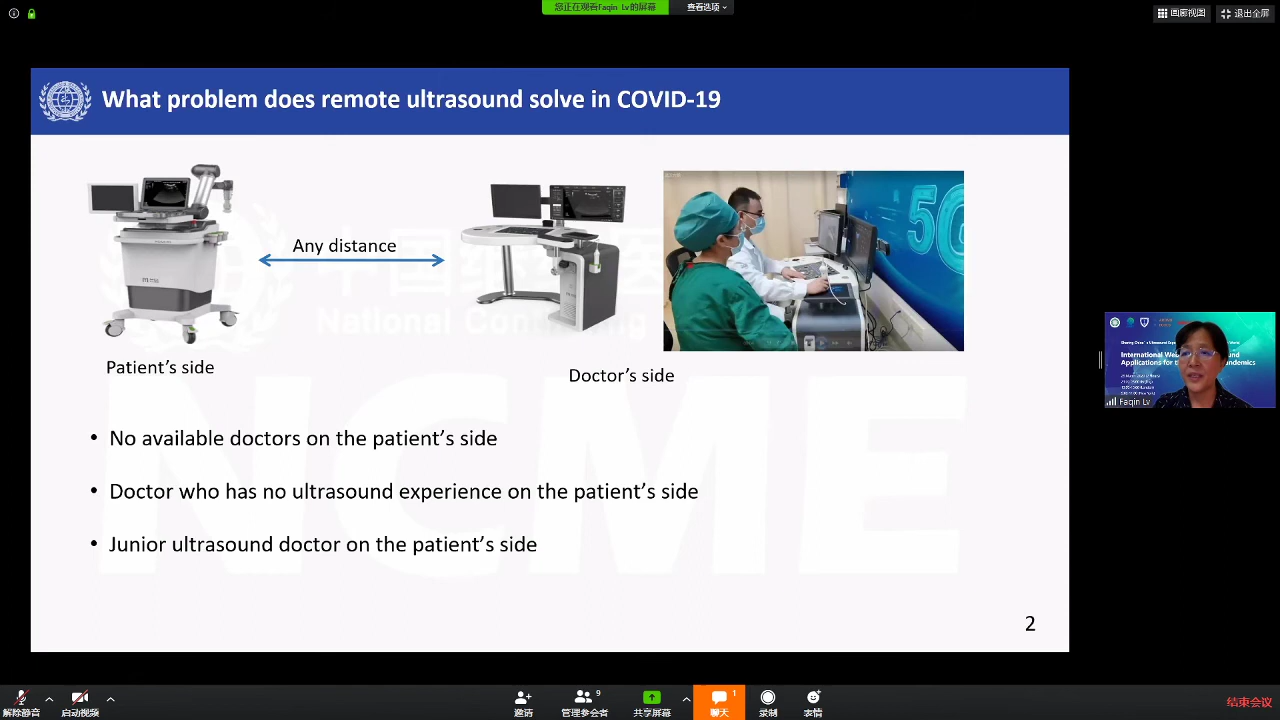 您正在观看Faqin Lv的屏幕
查看选项
画廊视图
退出全屏
What problem does remote ultrasound solve in COVID-19
Any distance
5G
Patient's side
Doctor's side
• No available doctors on the patient's side
• Doctor who has no ultrasound experience on the patient's side
• Junior ultrasound doctor on the patient's side
National Continuing
NCME
2
Faqin Lv
解除静音
启动视频
邀请
9
管理参会者
共享屏幕
1
聊天
录制
表情
结束会议